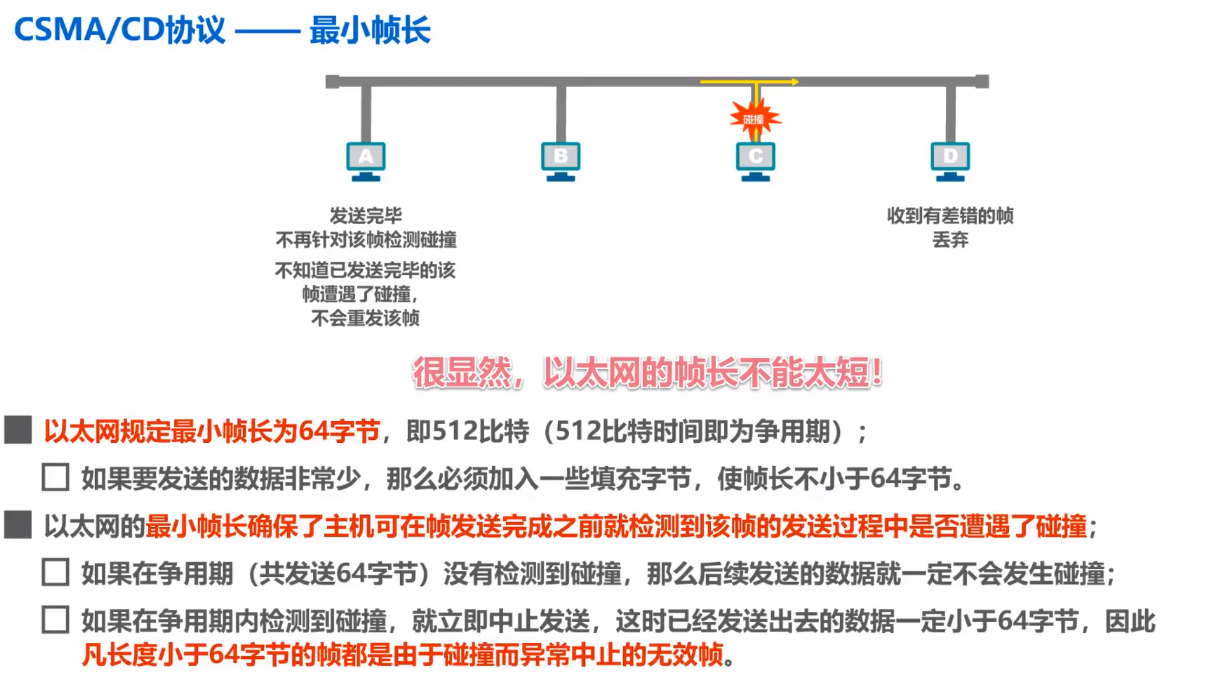 CSMA/CD协议 —— 最小帧长
碰撞
A
B
C
D
发送完毕
不再针对该帧检测碰撞
不知道已发送完毕的该
帧遭遇了碰撞，
不会重发该帧
收到有差错的帧
丢弃
很显然，以太网的帧长不能太短！
以太网规定最小帧长为64字节，即512比特（512比特时间即为争用期）；
如果要发送的数据非常少，那么必须加入一些填充字节，使帧长不小于64字节。
以太网的最小帧长确保了主机可在帧发送完成之前就检测到该帧的发送过程中是否遭遇了碰撞；
如果在争用期（共发送64字节）没有检测到碰撞，那么后续发送的数据就一定不会发生碰撞；
如果在争用期内检测到碰撞，就立即中止发送，这时已经发送出去的数据一定小于64字节，因此
凡长度小于64字节的帧都是由于碰撞而异常中止的无效帧。